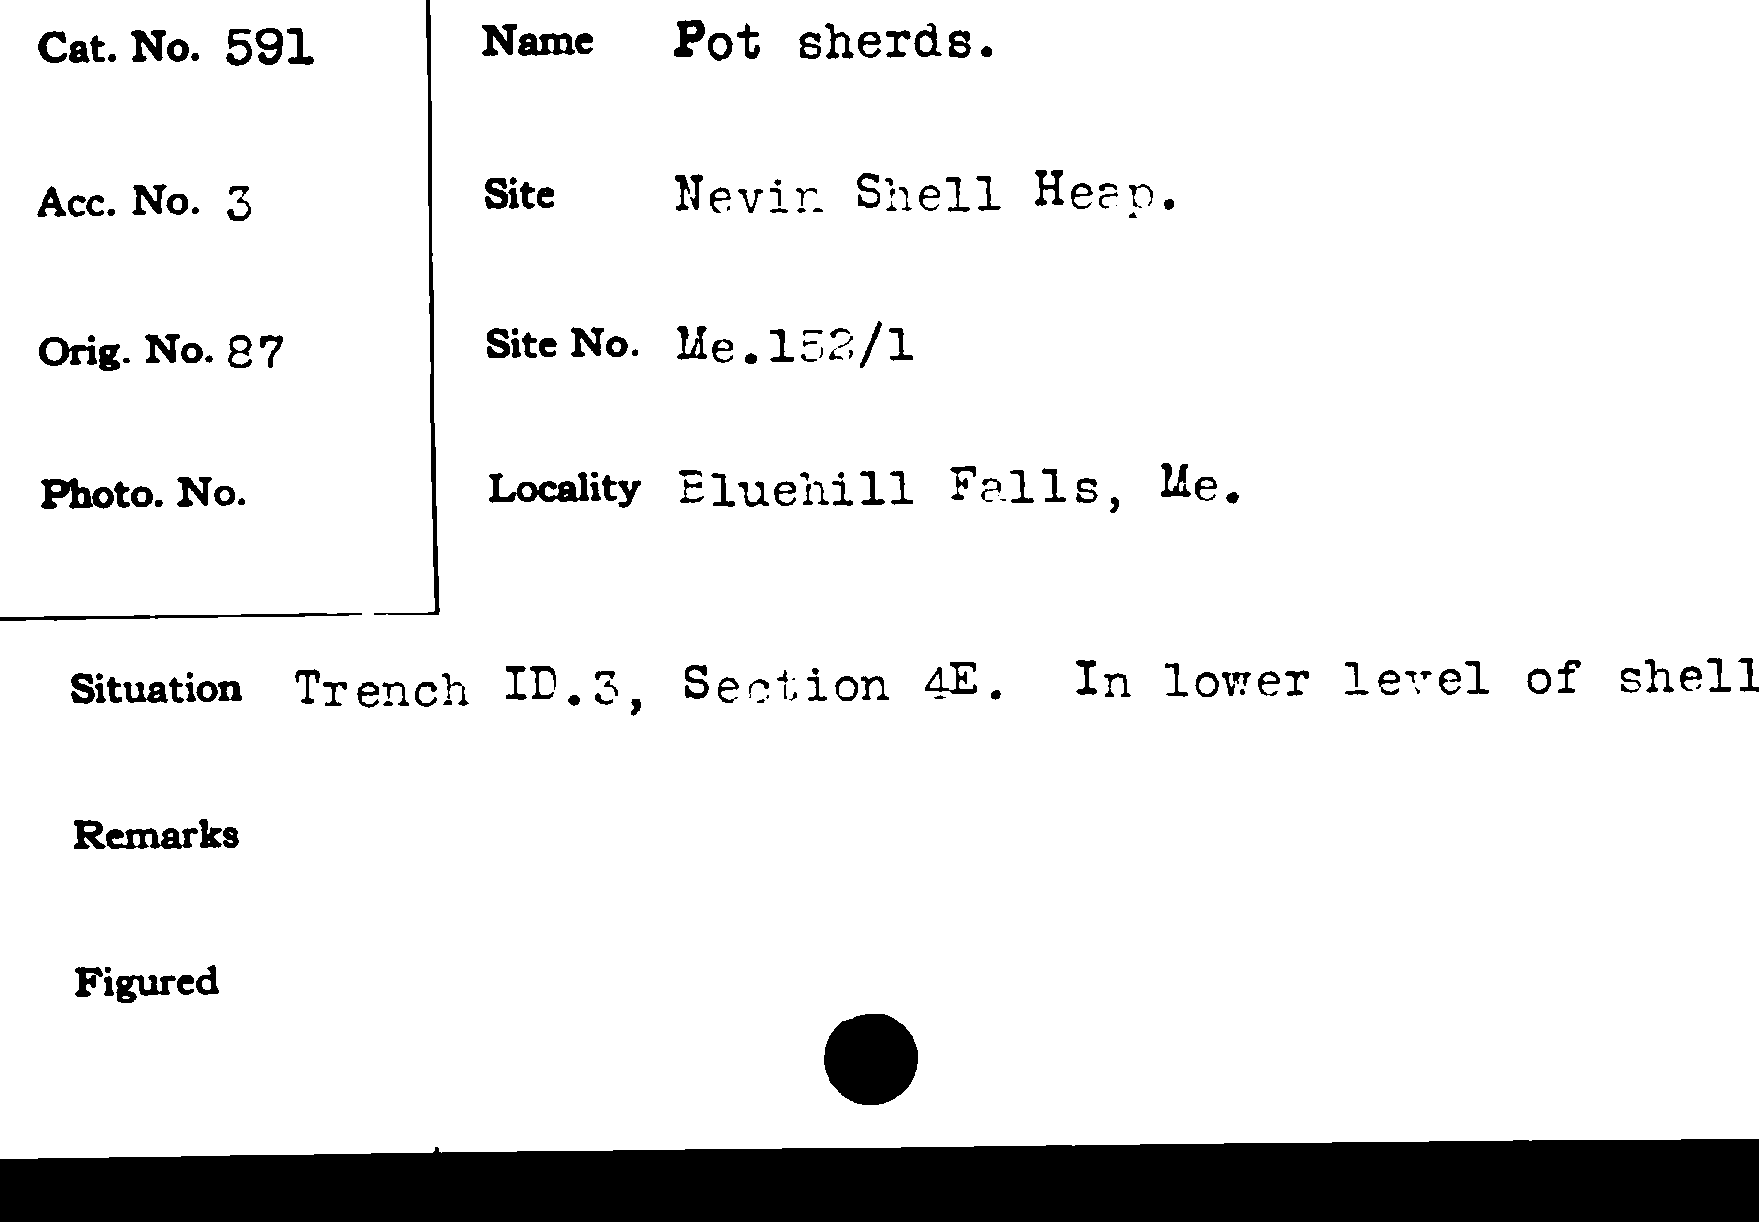 Cat. No. 591
Name Pot sherds.
Acc. No. 3
Site Nevin Shell Heap.
Orig. No. 87
Site No. Me.152/1
Photo. No.
Locality Bluehill Falls, Me.
Situation Trench ID.3, Section 4E. In lower level of shell
Remarks
Figured